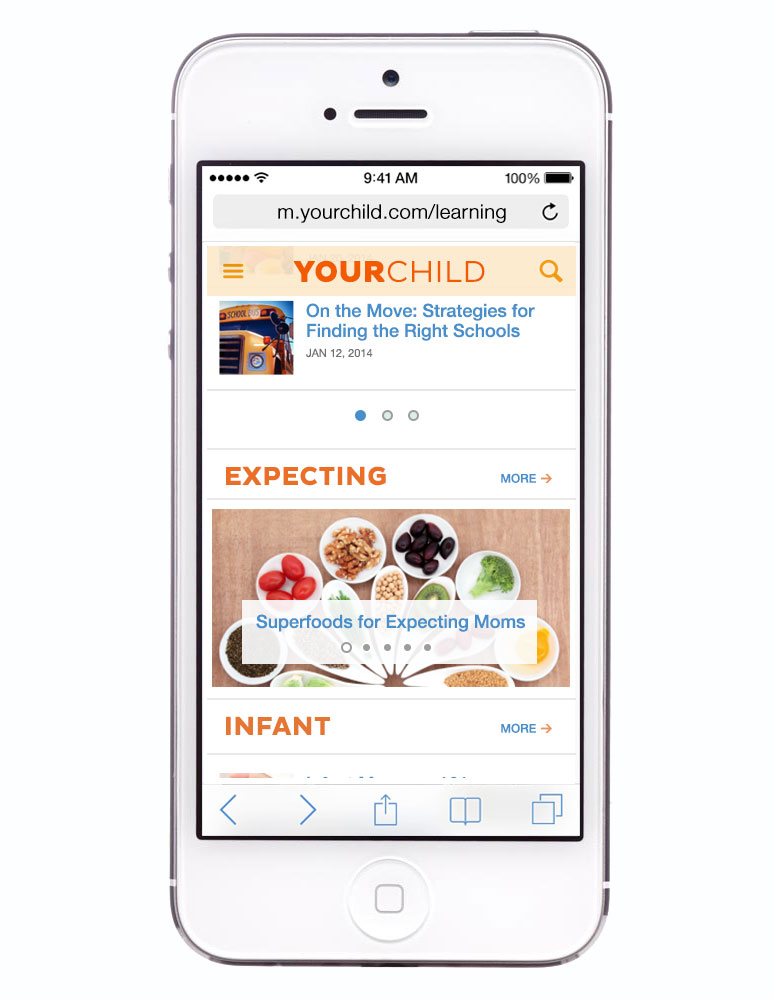 9:41 AM
100%
m.yourchild.com/learning
YOURCHILD
SCHOOL BUS
On the Move: Strategies for
Finding the Right Schools
JAN 12, 2014
EXPECTING
MORE
Superfoods for Expecting Moms
INFANT
MORE